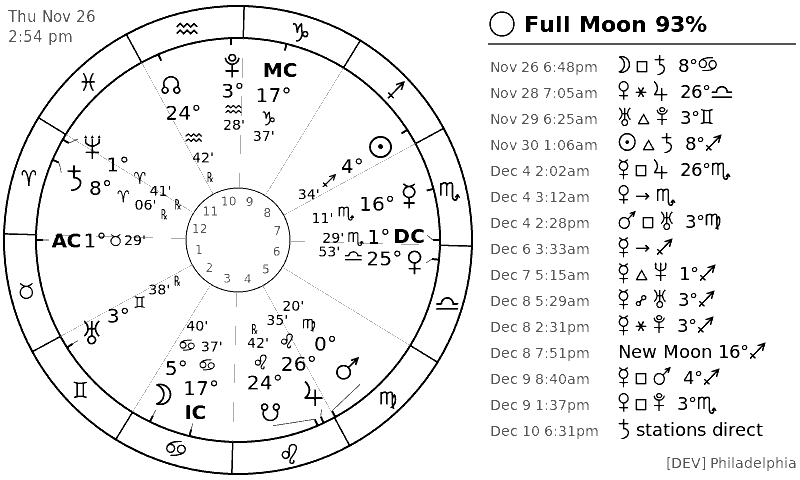 Thu Nov 26
2:54 pm
♒ ♑
♓ ♐
♈ ♏
♉ ♎
♊ ♍
♋ ♌
☊ 24° ♒ 42' ℞
♇ 3° ♒ 28'
MC 17° ♑ 37'
♆ 1° ♈ 41' ℞
♄ 8° ♈ 06' ℞
☉ 4° ♐ 34'
☿ 16° ♏ 11'
AC 1° ♉ 29'
DC 1° ♏ 29'
♀ 25° ♎ 53'
♅ 3° ♊ 38' ℞
☽ 5° ♋ 40'
IC 17° ♋ 37'
☋ 24° ♌ 42' ℞
♃ 26° ♌ 35'
♂ 0° ♍ 20'
10 9
11 8
12 7
1 6
2 5
3 4
Full Moon 93%
Nov 26 6:48pm ☽ □ ♄ 8°♋
Nov 28 7:05am ♀ ⚹ ♃ 26°♎
Nov 29 6:25am ♅ △ ♇ 3°♊
Nov 30 1:06am ☉ △ ♄ 8°♐
Dec 4 2:02am ☿ □ ♃ 26°♏
Dec 4 3:12am ♀ → ♏
Dec 4 2:28pm ♂ □ ♅ 3°♍
Dec 6 3:33am ☿ → ♐
Dec 7 5:15am ☿ △ ♆ 1°♐
Dec 8 5:29am ☿ ☍ ♅ 3°♐
Dec 8 2:31pm ☿ ⚹ ♇ 3°♐
Dec 8 7:51pm New Moon 16°♐
Dec 9 8:40am ☿ □ ♂ 4°♐
Dec 9 1:37pm ♀ □ ♇ 3°♏
Dec 10 6:31pm ♄ stations direct
[DEV] Philadelphia